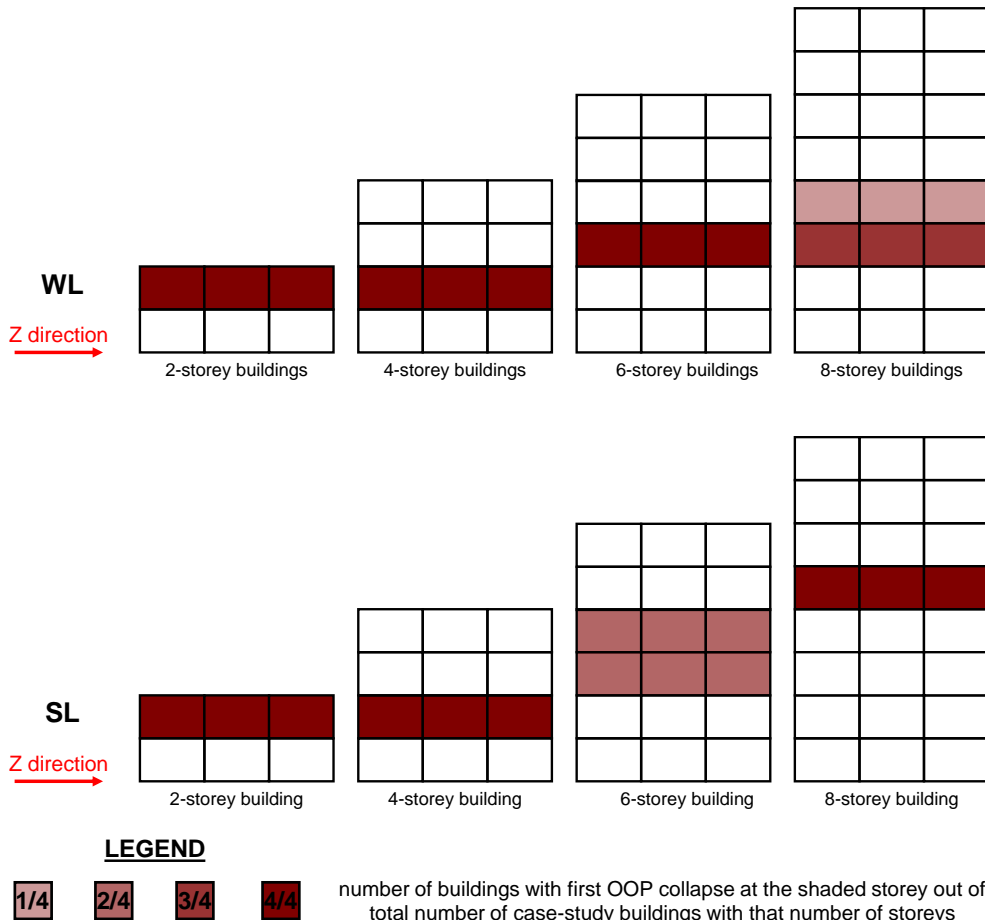 WL
Z direction
2-storey buildings
4-storey buildings
6-storey buildings
8-storey buildings
SL
Z direction
2-storey building
4-storey building
6-storey building
8-storey building
LEGEND
1/4
2/4
3/4
4/4
number of buildings with first OOP collapse at the shaded storey out of
total number of case-study buildings with that number of storeys